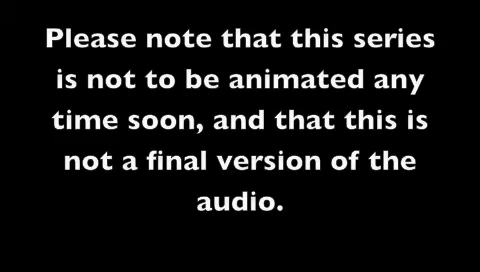 Please note that this series
is not to be animated any
time soon, and that this is
not a final version of the
audio.